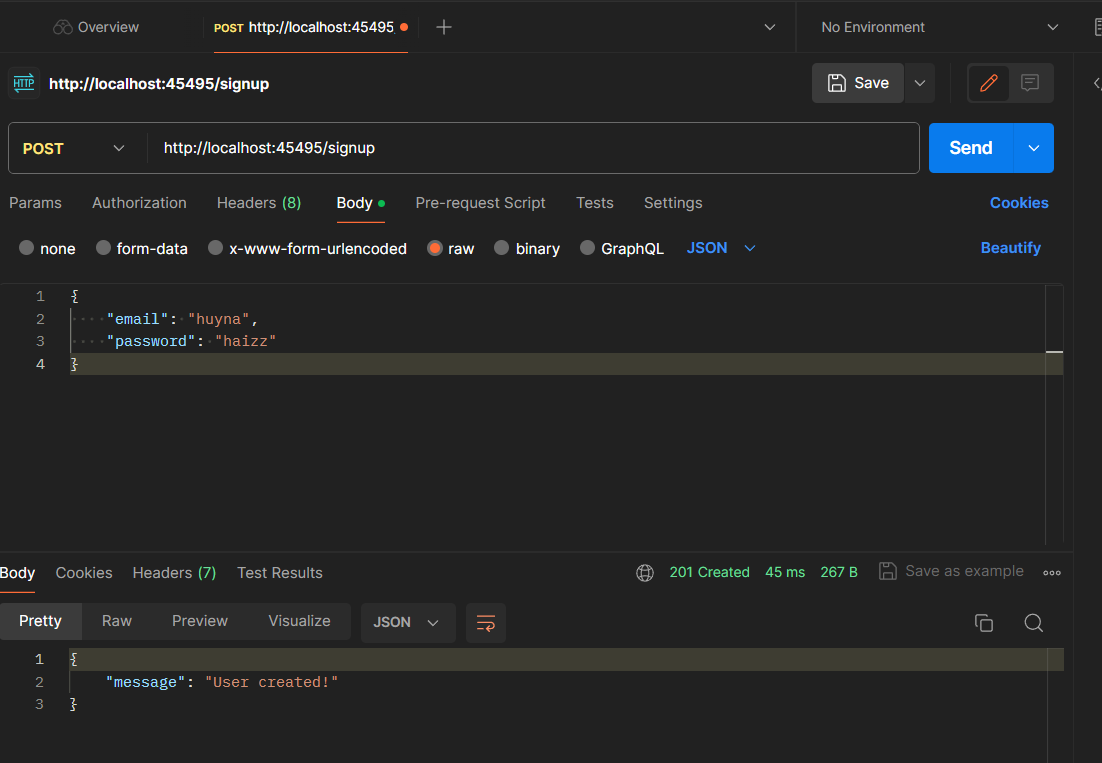 Overview
POST http://localhost:45495
No Environment
HTTP http://localhost:45495/signup
Save
POST http://localhost:45495/signup
Send
Params Authorization Headers (8) Body Pre-request Script Tests Settings Cookies
none form-data x-www-form-urlencoded raw binary GraphQL JSON Beautify
1 {
2 "email": "huyna",
3 "password": "haizz"
4 }
Body Cookies Headers (7) Test Results 201 Created 45 ms 267 B Save as example
Pretty Raw Preview Visualize JSON
1 {
2 "message": "User created!"
3 }